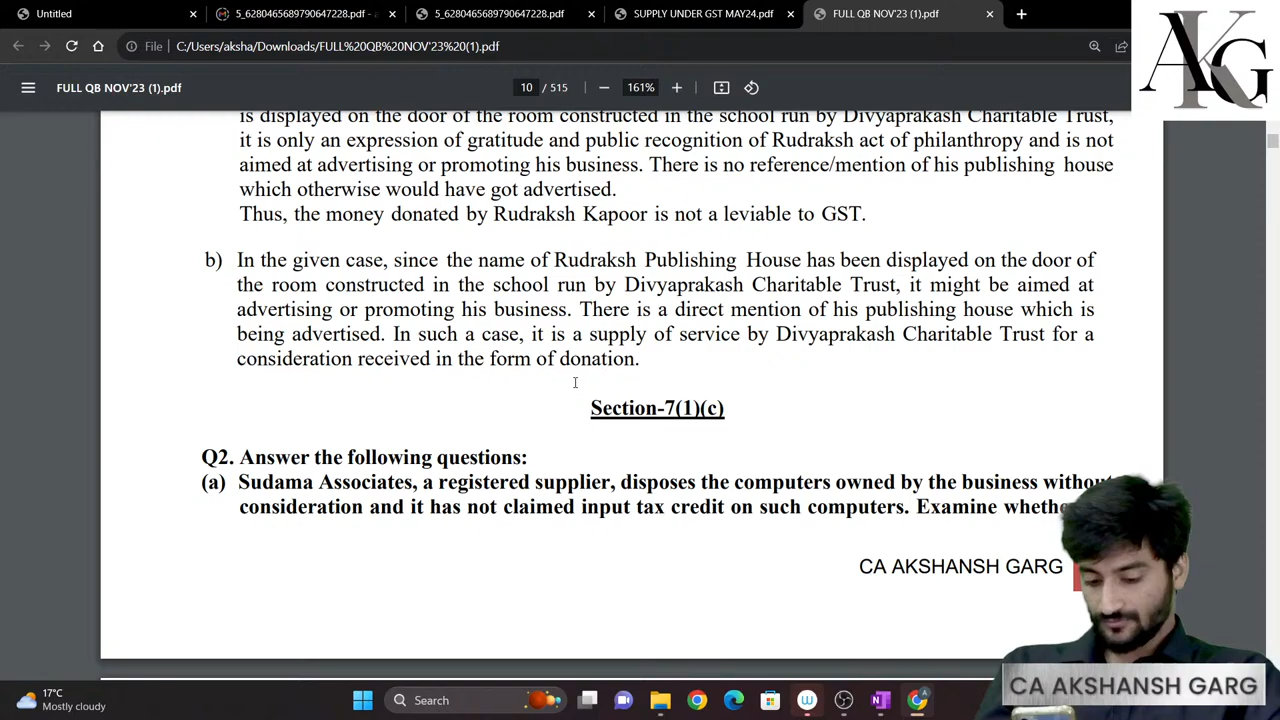 Untitled
5_6280465689790647228.pdf - a
5_6280465689790647228.pdf
SUPPLY UNDER GST MAY24.pdf
FULL QB NOV'23 (1).pdf
File
C:/Users/aksha/Downloads/FULL%20QB%20NOV'23%20(1).pdf
AKG
FULL QB NOV'23 (1).pdf
10 / 515
161%
is displayed on the door of the room constructed in the school run by Divyaprakash Charitable Trust,
it is only an expression of gratitude and public recognition of Rudraksh act of philanthropy and is not
aimed at advertising or promoting his business. There is no reference/mention of his publishing house
which otherwise would have got advertised.
Thus, the money donated by Rudraksh Kapoor is not a leviable to GST.
b) In the given case, since the name of Rudraksh Publishing House has been displayed on the door of
the room constructed in the school run by Divyaprakash Charitable Trust, it might be aimed at
advertising or promoting his business. There is a direct mention of his publishing house which is
being advertised. In such a case, it is a supply of service by Divyaprakash Charitable Trust for a
consideration received in the form of donation.
Section-7(1)(c)
Q2. Answer the following questions:
(a) Sudama Associates, a registered supplier, disposes the computers owned by the business without
consideration and it has not claimed input tax credit on such computers. Examine
CA AKSHANSH GARG
CA AKSHANSH GARG
17°C
Mostly cloudy
Search